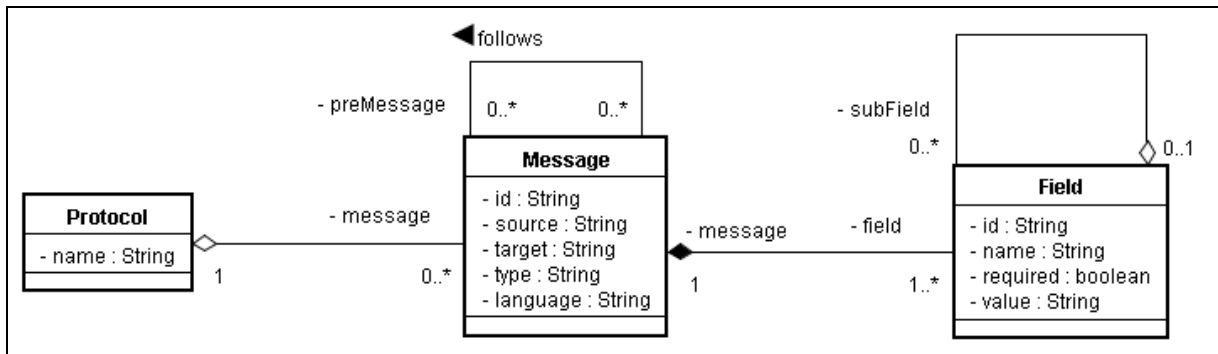 follows
- preMessage
0..*
0..*
- subField
0..*
0..1
Message
- id : String
- source : String
- target : String
- type : String
- language : String
Protocol
- name : String
- message
1
0..*
- message
1
- field
1..*
Field
- id : String
- name : String
- required : boolean
- value : String